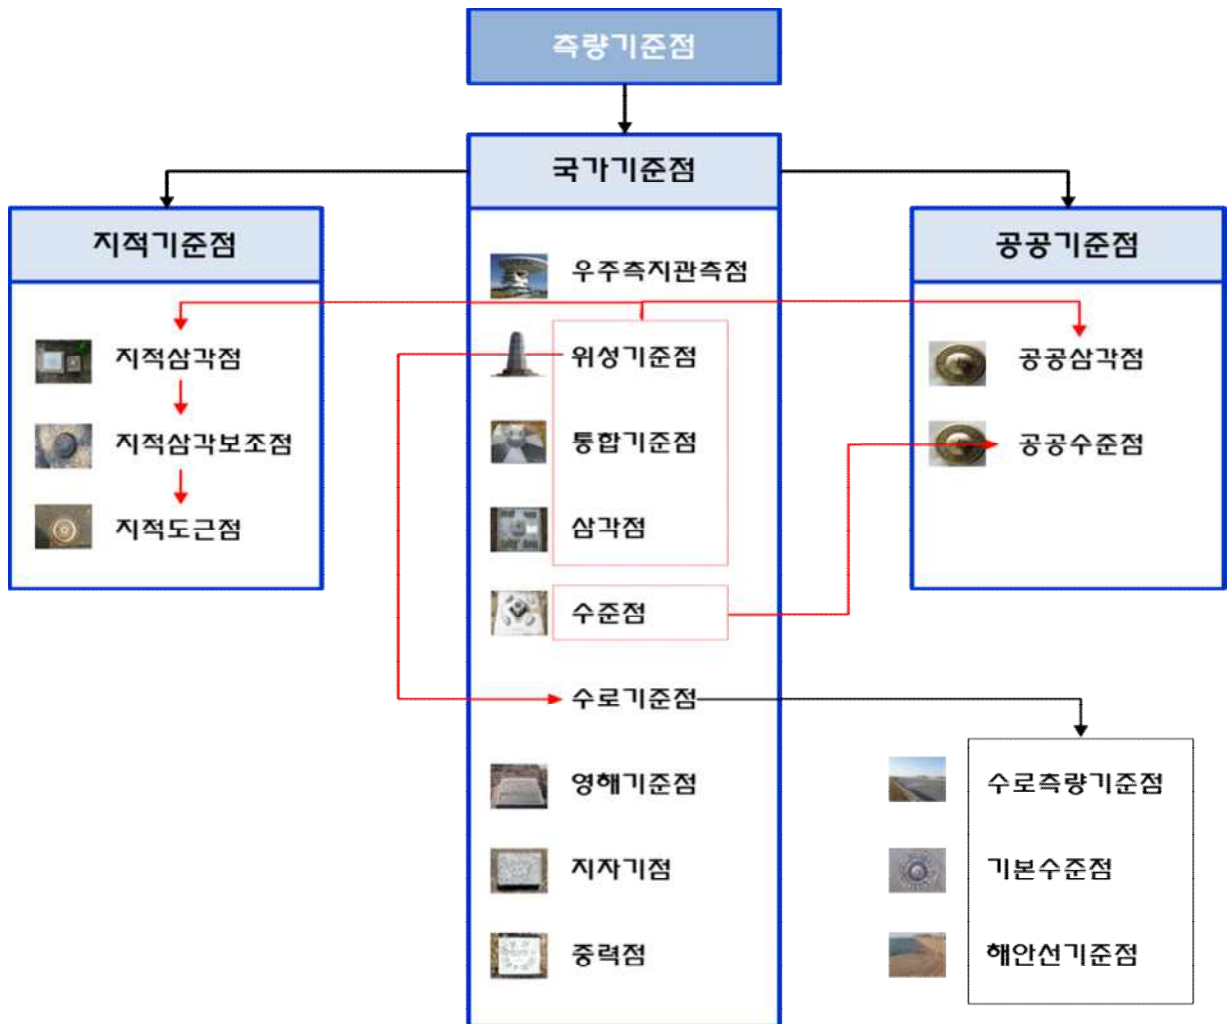 측량기준점
국가기준점
지적기준점
공공기준점
우주측지관측점
위성기준점
통합기준점
삼각점
수준점
수로기준점
영해기준점
지자기점
중력점
지적삼각점
지적삼각보조점
지적도근점
공공삼각점
공공수준점
수로측량기준점
기본수준점
해안선기준점